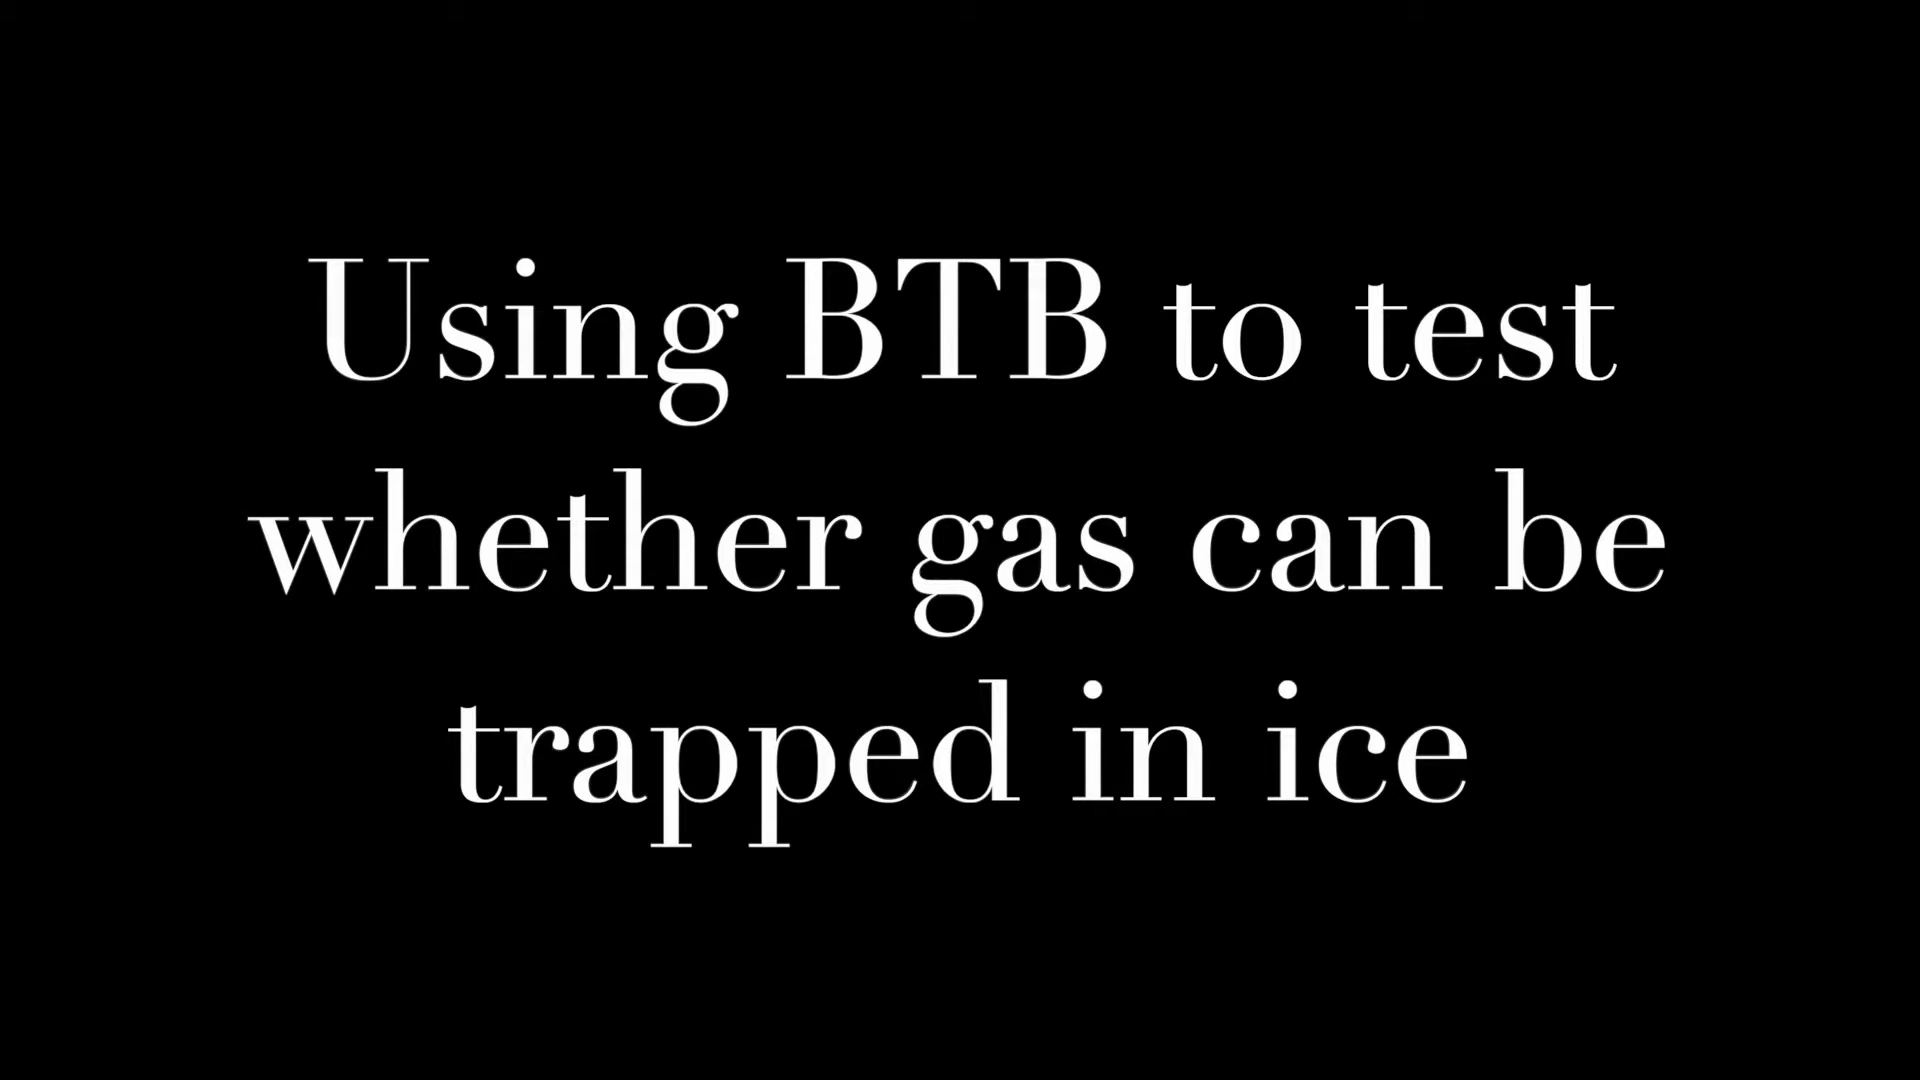 Using BTB to test
whether gas can be
trapped in ice